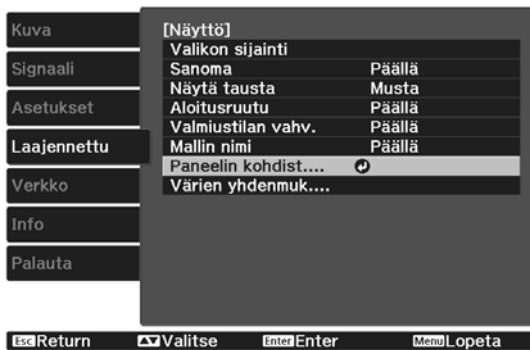 Kuva
Signaali
Asetukset
Laajennettu
Verkko
Info
Palauta
[Näyttö]
Valikon sijainti
Sanoma Päällä
Näytä tausta Musta
Aloitusruutu Päällä
Valmiustilan vahv. Päällä
Mallin nimi Päällä
Paneelin kohdist....
Värien yhdenmuk....
Esc Return Valitse Enter Enter Menu Lopeta